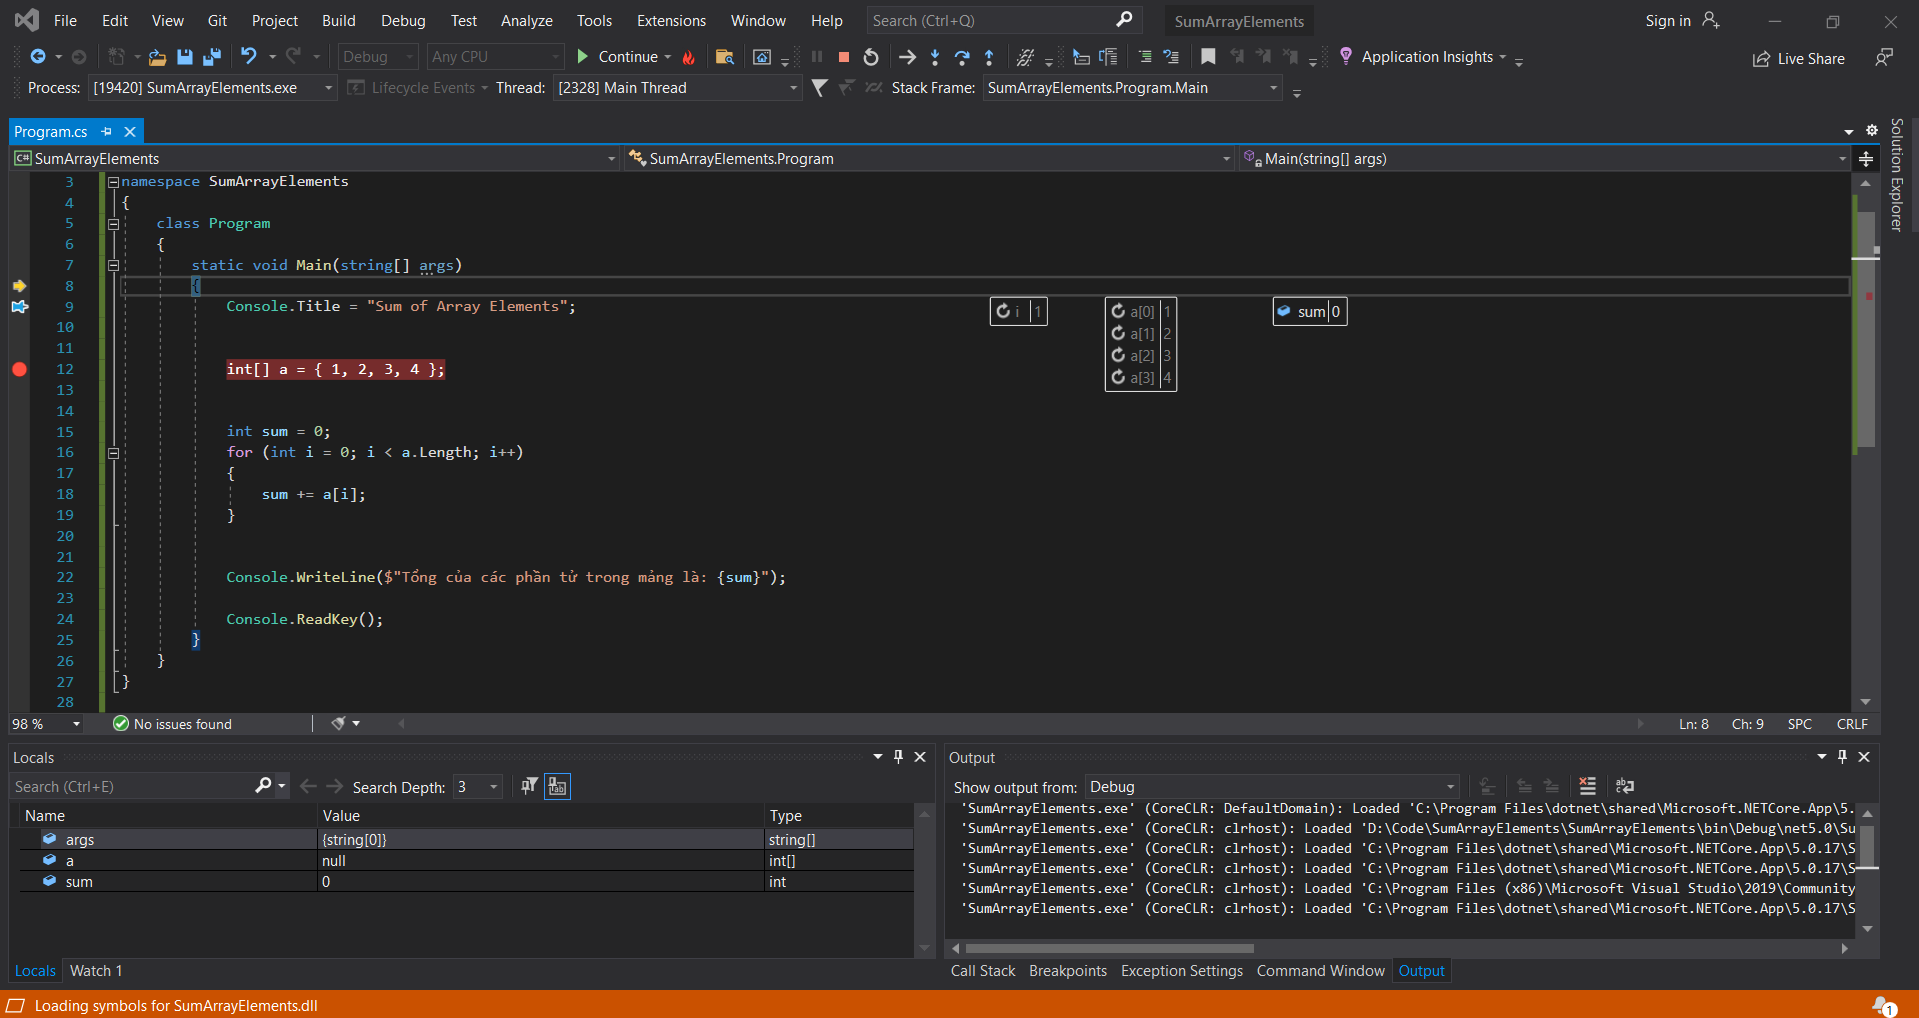 File Edit View Git Project Build Debug Test Analyze Tools Extensions Window Help Search (Ctrl+Q) SumArrayElements Sign in
Debug Any CPU Continue Application Insights Live Share
Process: [19420] SumArrayElements.exe Lifecycle Events Thread: [2328] Main Thread Stack Frame: SumArrayElements.Program.Main
Program.cs
Solution Explorer
C# SumArrayElements SumArrayElements.Program Main(string[] args)
3 namespace SumArrayElements
4 {
5 class Program
6 {
7 static void Main(string[] args)
8 {
9 Console.Title = "Sum of Array Elements";
i 1
a[0] 1
a[1] 2
a[2] 3
a[3] 4
sum 0
10
11
12 int[] a = { 1, 2, 3, 4 };
13
14
15 int sum = 0;
16 for (int i = 0; i < a.Length; i++)
17 {
18 sum += a[i];
19 }
20
21
22 Console.WriteLine($"Tổng của các phần tử trong mảng là: {sum}");
23
24 Console.ReadKey();
25 }
26 }
27 }
28
98 % No issues found Ln: 8 Ch: 9 SPC CRLF
Locals
Search (Ctrl+E) Search Depth: 3
Name Value Type
args {string[0]} string[]
a null int[]
sum 0 int
Locals Watch 1
Output
Show output from: Debug
'SumArrayElements.exe' (CoreCLR: DefaultDomain): Loaded 'C:\Program Files\dotnet\shared\Microsoft.NETCore.App\5.
'SumArrayElements.exe' (CoreCLR: clrhost): Loaded 'D:\Code\SumArrayElements\SumArrayElements\bin\Debug\net5.0\Su
'SumArrayElements.exe' (CoreCLR: clrhost): Loaded 'C:\Program Files\dotnet\shared\Microsoft.NETCore.App\5.0.17\S
'SumArrayElements.exe' (CoreCLR: clrhost): Loaded 'C:\Program Files\dotnet\shared\Microsoft.NETCore.App\5.0.17\S
'SumArrayElements.exe' (CoreCLR: clrhost): Loaded 'C:\Program Files (x86)\Microsoft Visual Studio\2019\Community
'SumArrayElements.exe' (CoreCLR: clrhost): Loaded 'C:\Program Files\dotnet\shared\Microsoft.NETCore.App\5.0.17\S
Call Stack Breakpoints Exception Settings Command Window Output
Loading symbols for SumArrayElements.dll 1